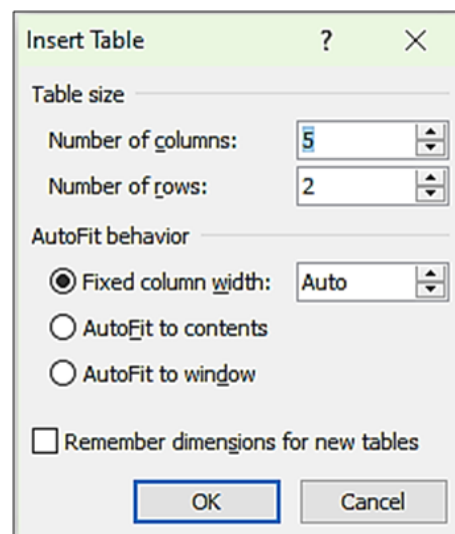 Insert Table ? ×
Table size
Number of columns: 5
Number of rows: 2
AutoFit behavior
Fixed column width: Auto
AutoFit to contents
AutoFit to window
Remember dimensions for new tables
OK Cancel